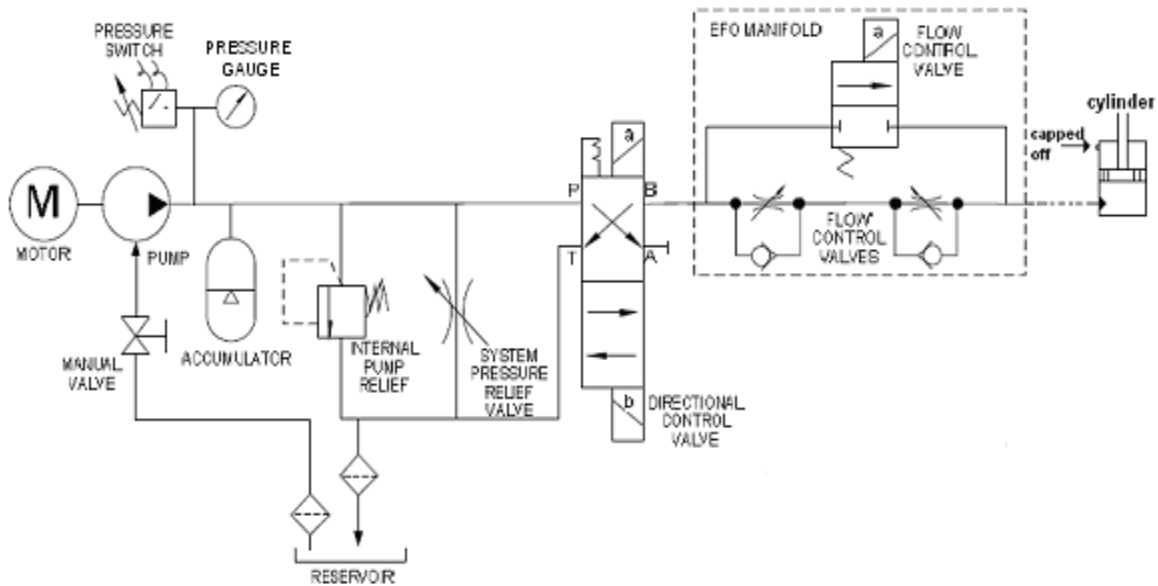 PRESSURE
SWITCH
PRESSURE
GAUGE
EFO MANIFOLD
a
FLOW
CONTROL
VALVE
cylinder
capped
off
a
M
P
B
MOTOR
PUMP
T
A
FLOW
CONTROL
VALVES
MANUAL
VALVE
ACCUMULATOR
INTERNAL
PUMP
RELIEF
SYSTEM
PRESSURE
RELIEF
VALVE
b
DIRECTIONAL
CONTROL
VALVE
RESERVOIR